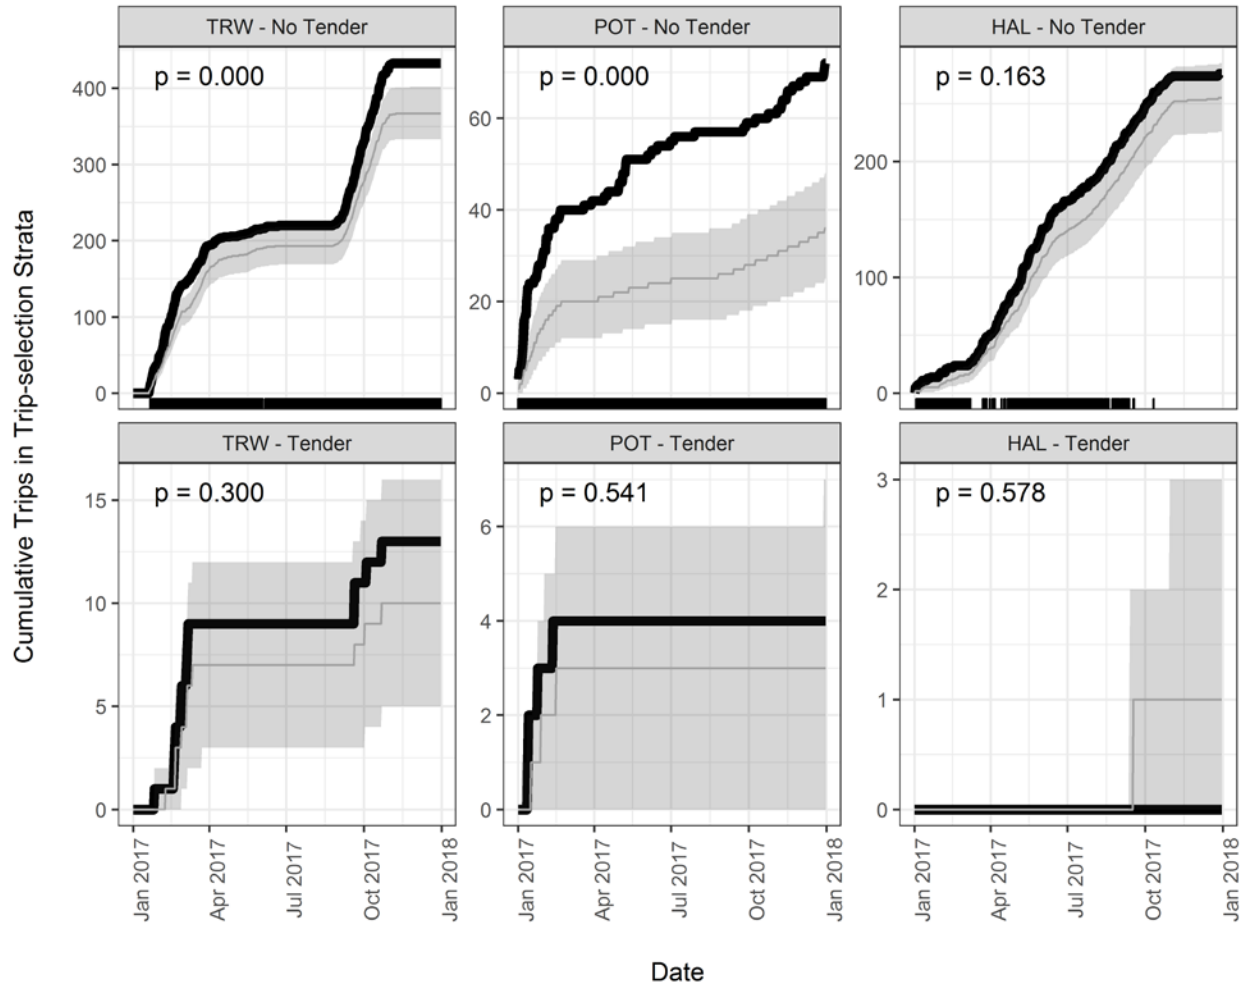 TRW - No Tender
POT - No Tender
HAL - No Tender
p = 0.000
p = 0.000
p = 0.163
400
300
200
100
0
60
40
20
0
200
100
0
Cumulative Trips in Trip-selection Strata
TRW - Tender
POT - Tender
HAL - Tender
p = 0.300
p = 0.541
p = 0.578
15
10
5
0
6
4
2
0
3
2
1
0
Jan 2017
Apr 2017
Jul 2017
Oct 2017
Jan 2018
Jan 2017
Apr 2017
Jul 2017
Oct 2017
Jan 2018
Jan 2017
Apr 2017
Jul 2017
Oct 2017
Jan 2018
Date